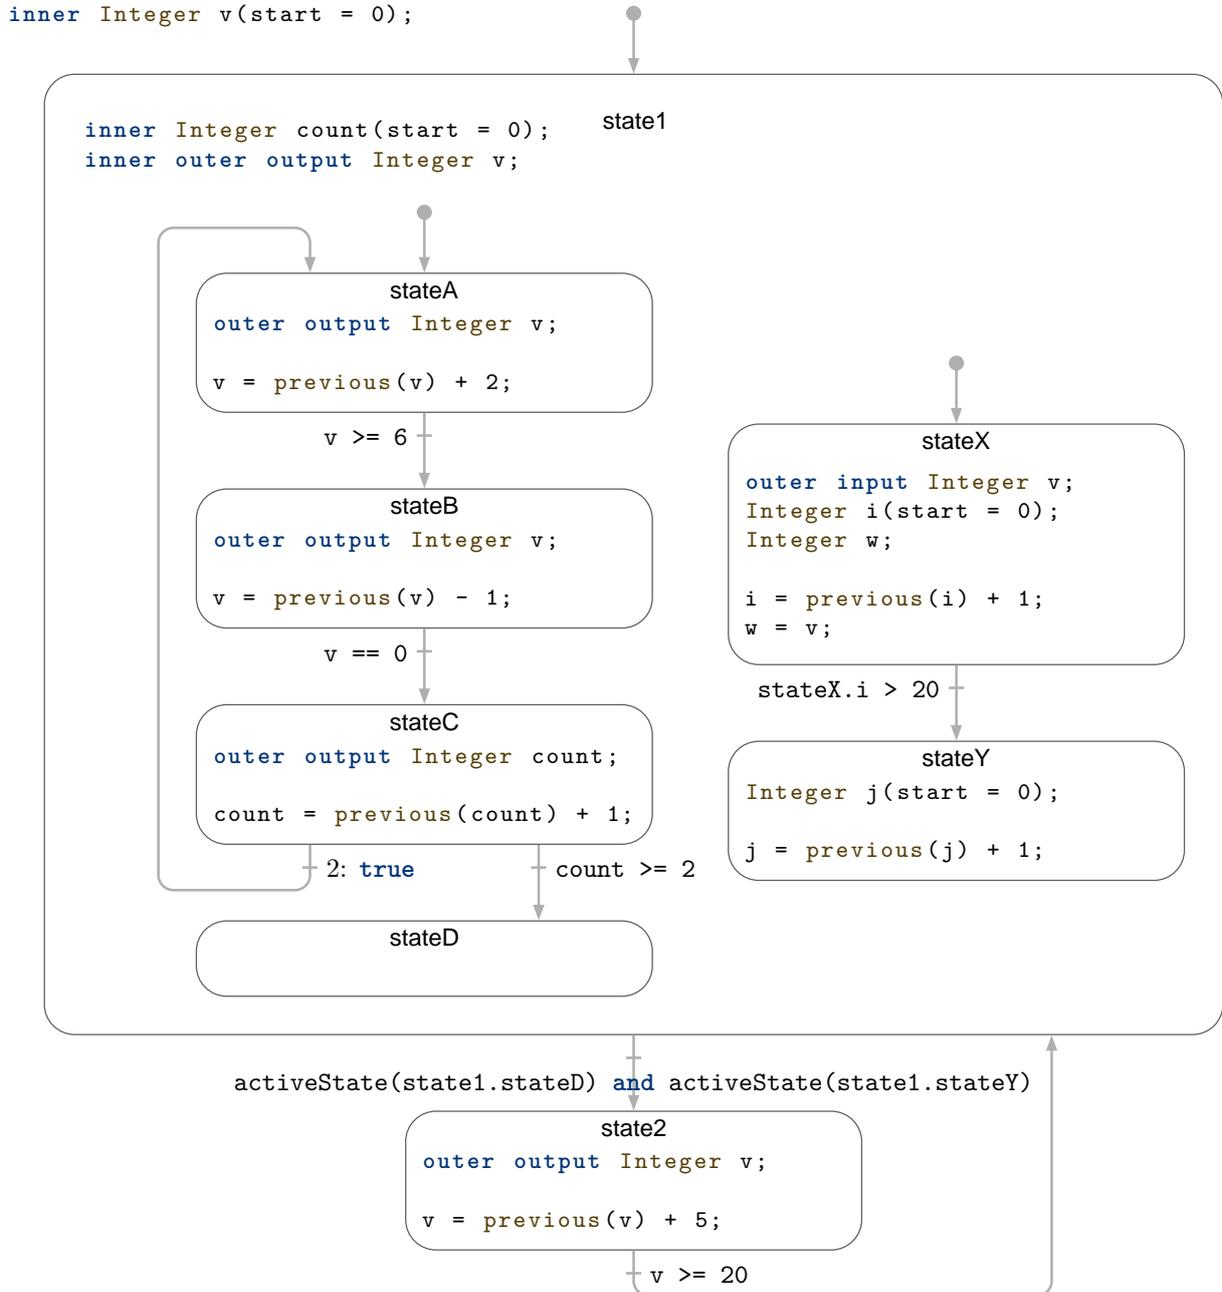 inner Integer v(start = 0);
state1
inner Integer count(start = 0);
inner outer output Integer v;
stateA
outer output Integer v;
v = previous(v) + 2;
v >= 6
stateB
outer output Integer v;
v = previous(v) - 1;
v == 0
stateC
outer output Integer count;
count = previous(count) + 1;
2: true
count >= 2
stateD
stateX
outer input Integer v;
Integer i(start = 0);
Integer w;
i = previous(i) + 1;
w = v;
stateX.i > 20
stateY
Integer j(start = 0);
j = previous(j) + 1;
activeState(state1.stateD) and activeState(state1.stateY)
state2
outer output Integer v;
v = previous(v) + 5;
v >= 20